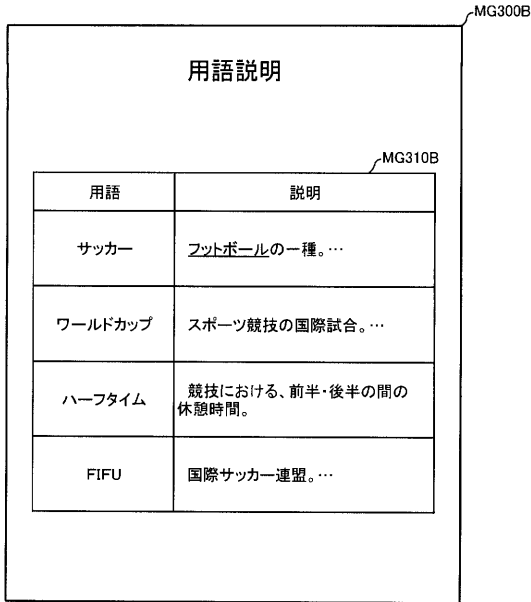 MG300B
用語説明
MG310B
用語 説明
サッカー フットボールの一種。…
ワールドカップ スポーツ競技の国際試合。…
ハーフタイム 競技における、前半・後半の間の
休憩時間。
FIFU 国際サッカー連盟。…